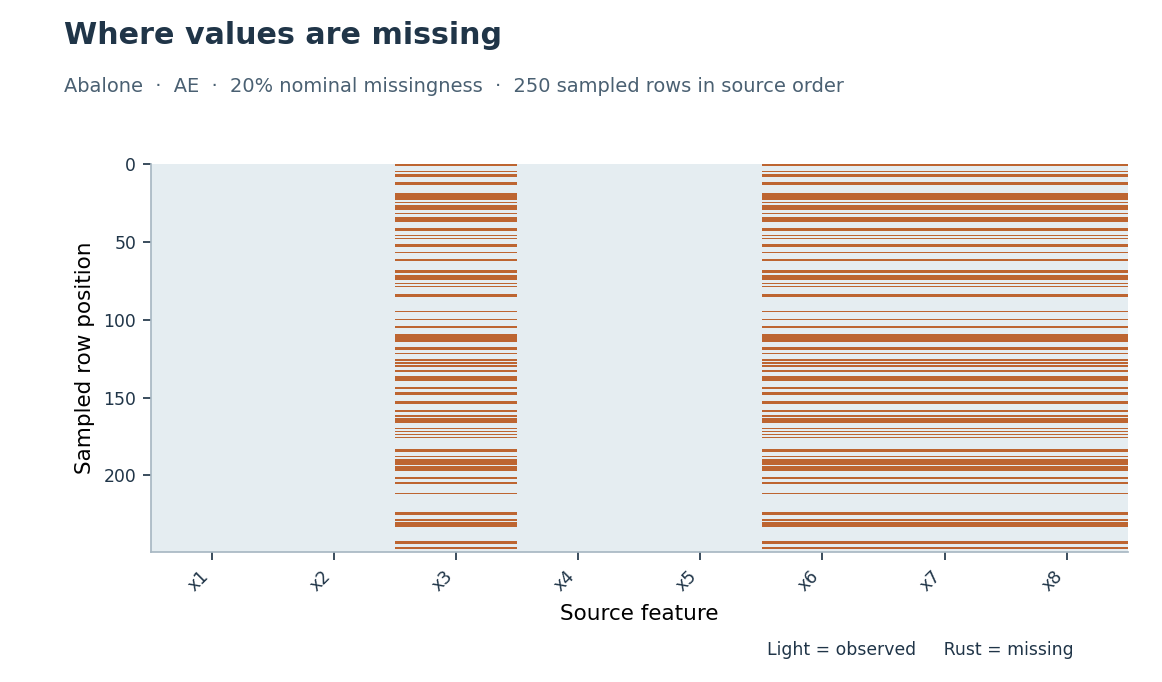 Where values are missing
Abalone · AE · 20% nominal missingness · 250 sampled rows in source order
0
50
100
150
200
Sampled row position
x1 x2 x3 x4 x5 x6 x7 x8
Source feature
Light = observed Rust = missing